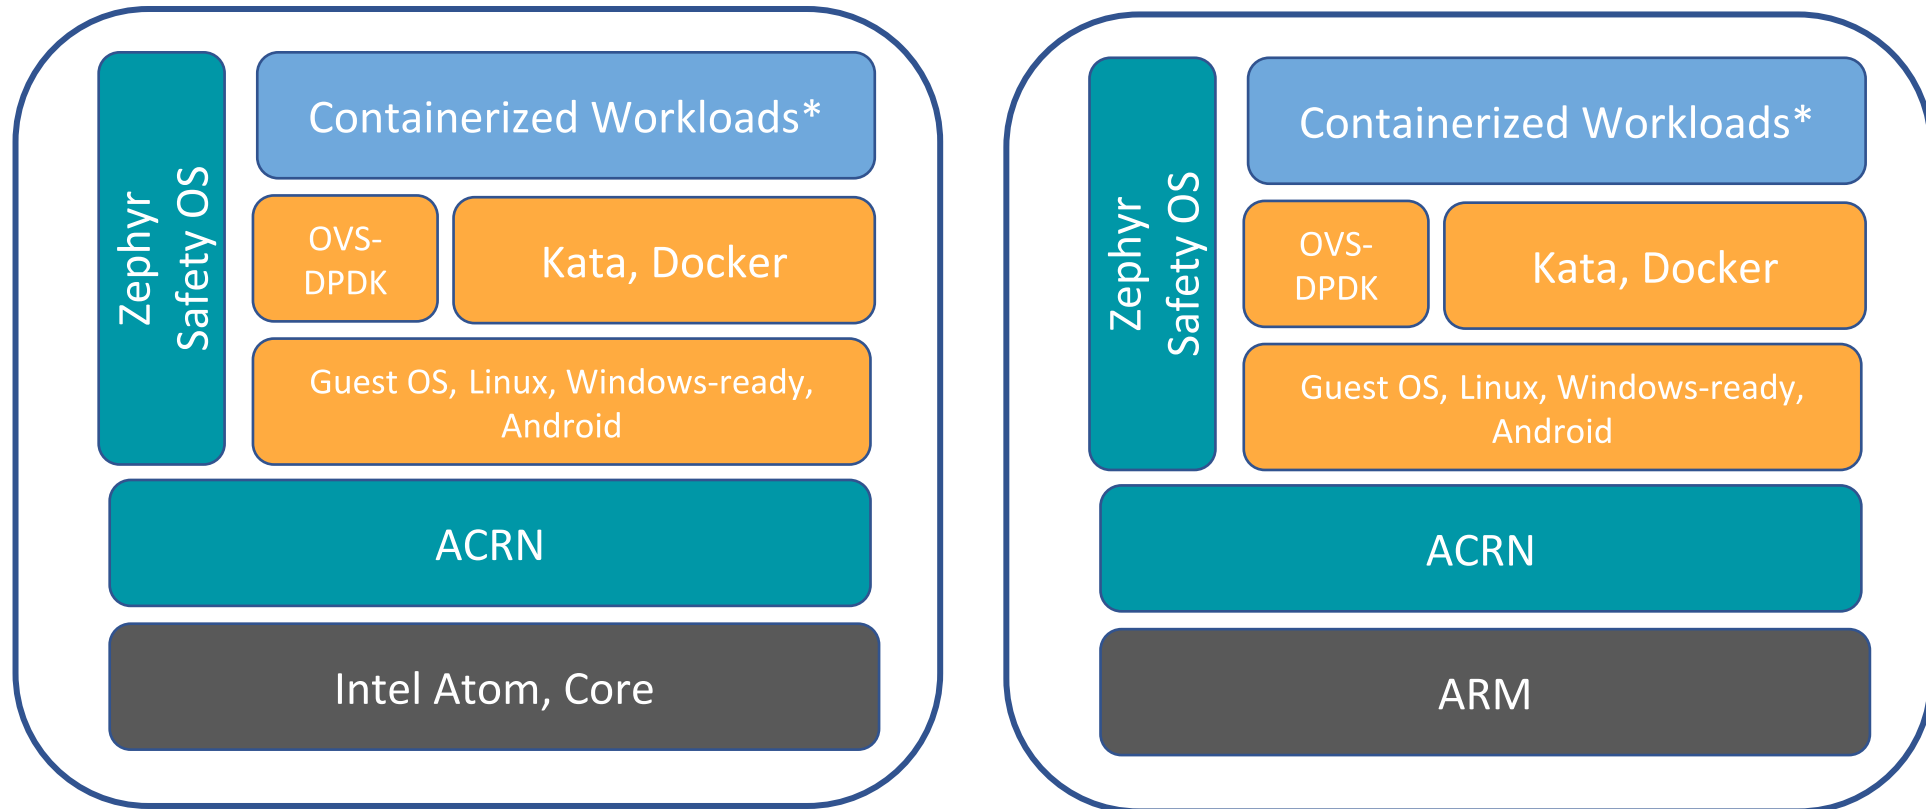 Zephyr
Safety OS
Containerized Workloads*
OVS-
DPDK
Kata, Docker
Guest OS, Linux, Windows-ready,
Android
ACRN
Intel Atom, Core
Zephyr
Safety OS
Containerized Workloads*
OVS-
DPDK
Kata, Docker
Guest OS, Linux, Windows-ready,
Android
ACRN
ARM